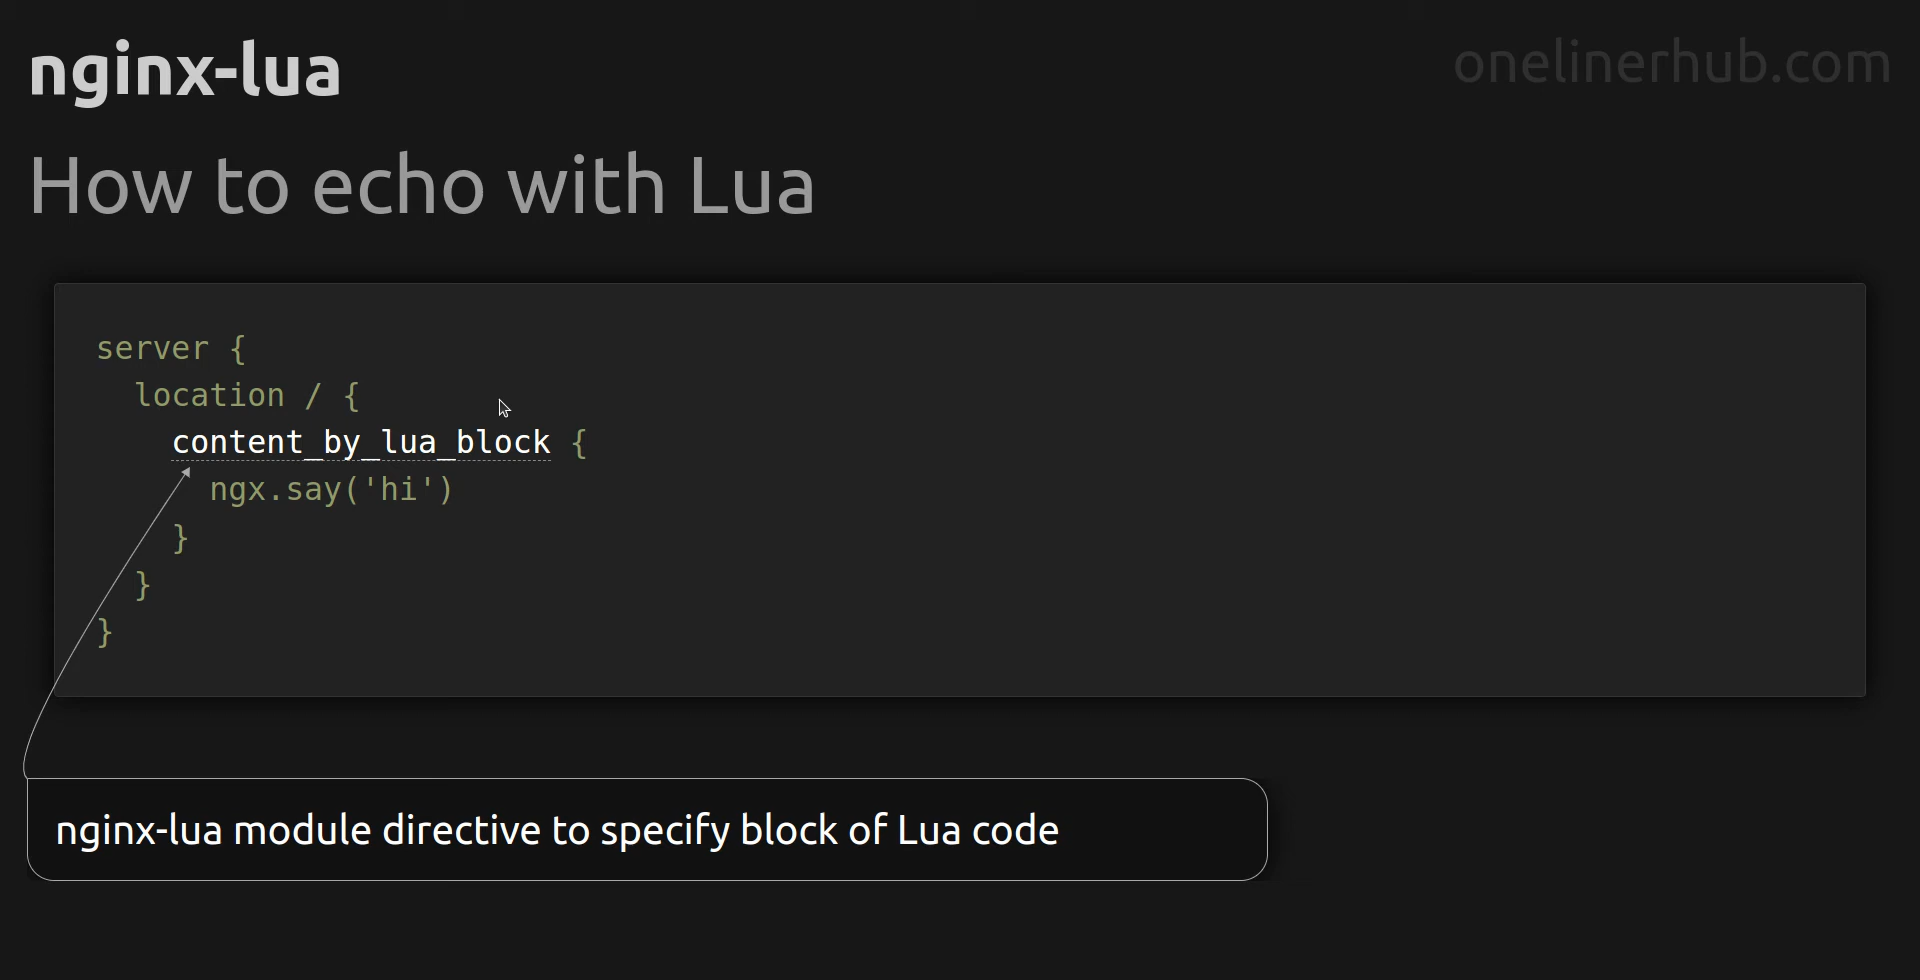 nginx-lua
onelinerhub.com
How to echo with Lua
server {
  location / {
    content_by_lua_block {
      ngx.say('hi')
    }
  }
}
nginx-lua module directive to specify block of Lua code